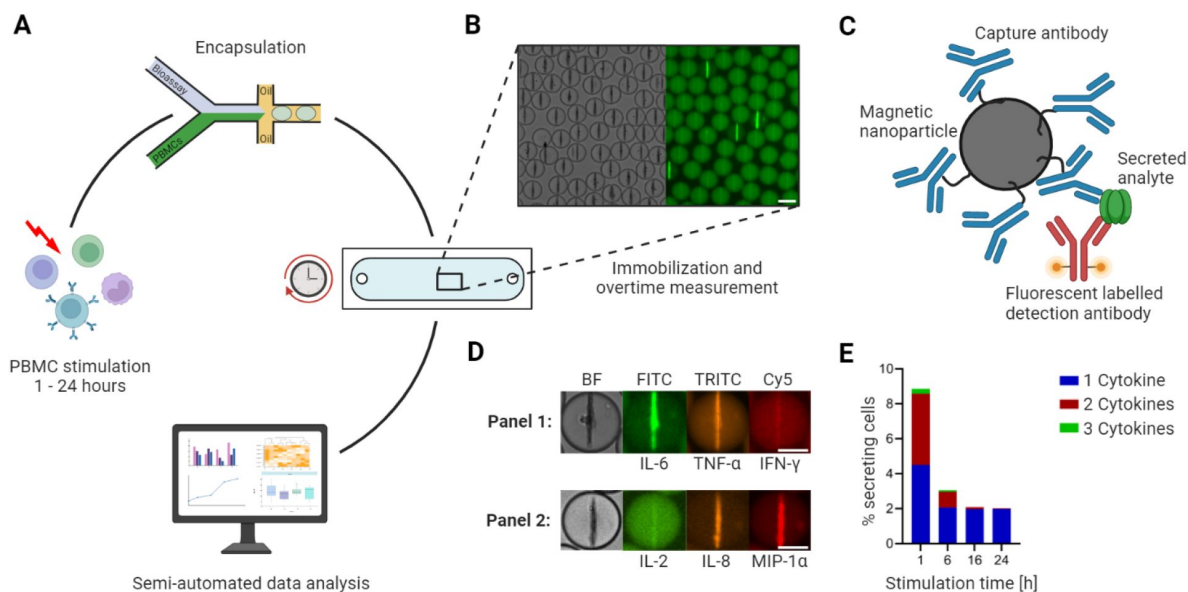 A
Encapsulation
Bioassay
PBMCs
Oil
Oil
PBMC stimulation
1 - 24 hours
Semi-automated data analysis
B
Immobilization and
overtime measurement
C
Capture antibody
Magnetic
nanoparticle
Secreted
analyte
Fluorescent labelled
detection antibody
D
BF FITC TRITC Cy5
Panel 1:
IL-6 TNF-α IFN-γ
Panel 2:
IL-2 IL-8 MIP-1α
E
% secreting cells
10
8
6
4
2
0
1 6 16 24
Stimulation time [h]
1 Cytokine
2 Cytokines
3 Cytokines